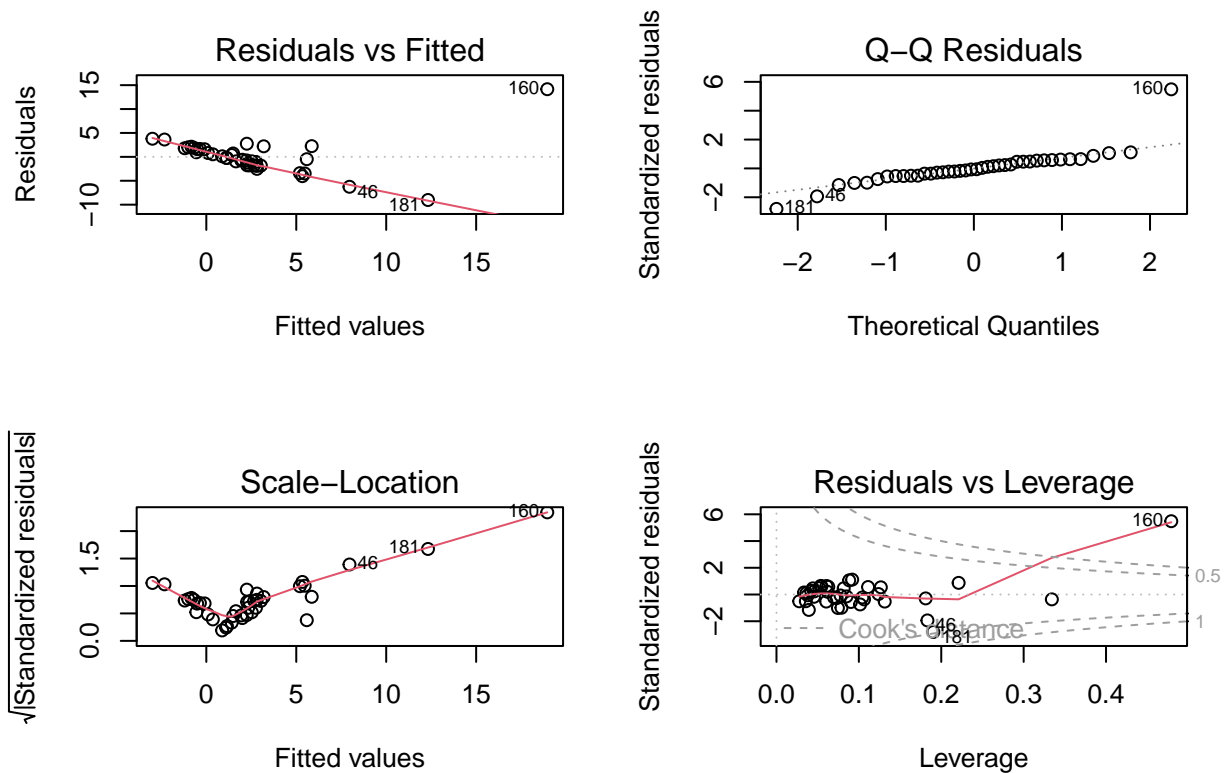 Residuals vs Fitted
Residuals
15
5
−10
160
46
181
0 5 10 15
Fitted values
Q−Q Residuals
Standardized residuals
6
2
−2
160
181
46
−2 −1 0 1 2
Theoretical Quantiles
Scale−Location
√|Standardized residuals|
1.5
0.0
160
181
46
0 5 10 15
Fitted values
Residuals vs Leverage
Standardized residuals
6
2
−2
160
0.5
1
46
181
Cook's distance
0.0 0.1 0.2 0.3 0.4
Leverage